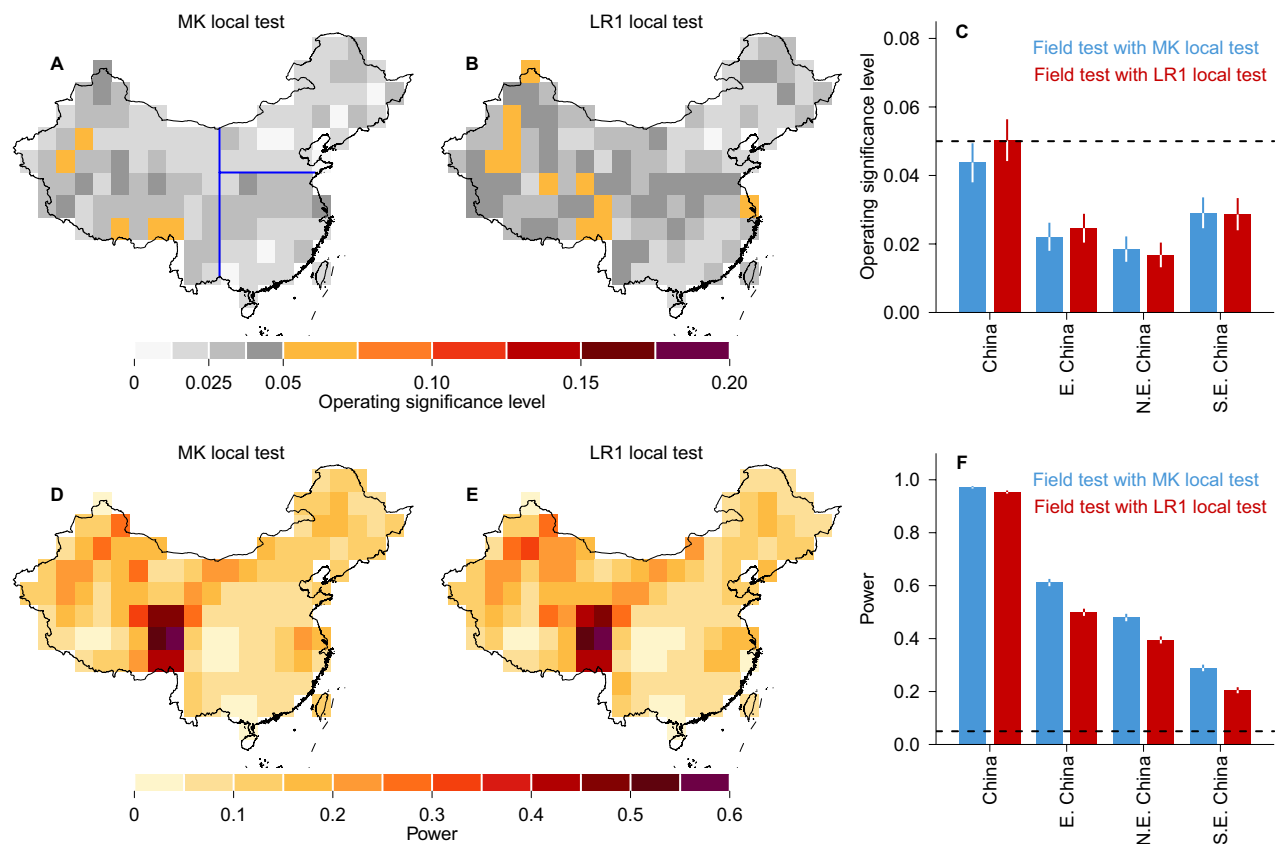 MK local test
LR1 local test
A
B
0
0.025
0.05
0.10
0.15
0.20
Operating significance level
C
Field test with MK local test
Field test with LR1 local test
Operating significance level
0.08
0.06
0.04
0.02
0.00
China
E. China
N.E. China
S.E. China
MK local test
LR1 local test
D
E
0
0.1
0.2
0.3
0.4
0.5
0.6
Power
F
Field test with MK local test
Field test with LR1 local test
Power
1.0
0.8
0.6
0.4
0.2
0.0
China
E. China
N.E. China
S.E. China